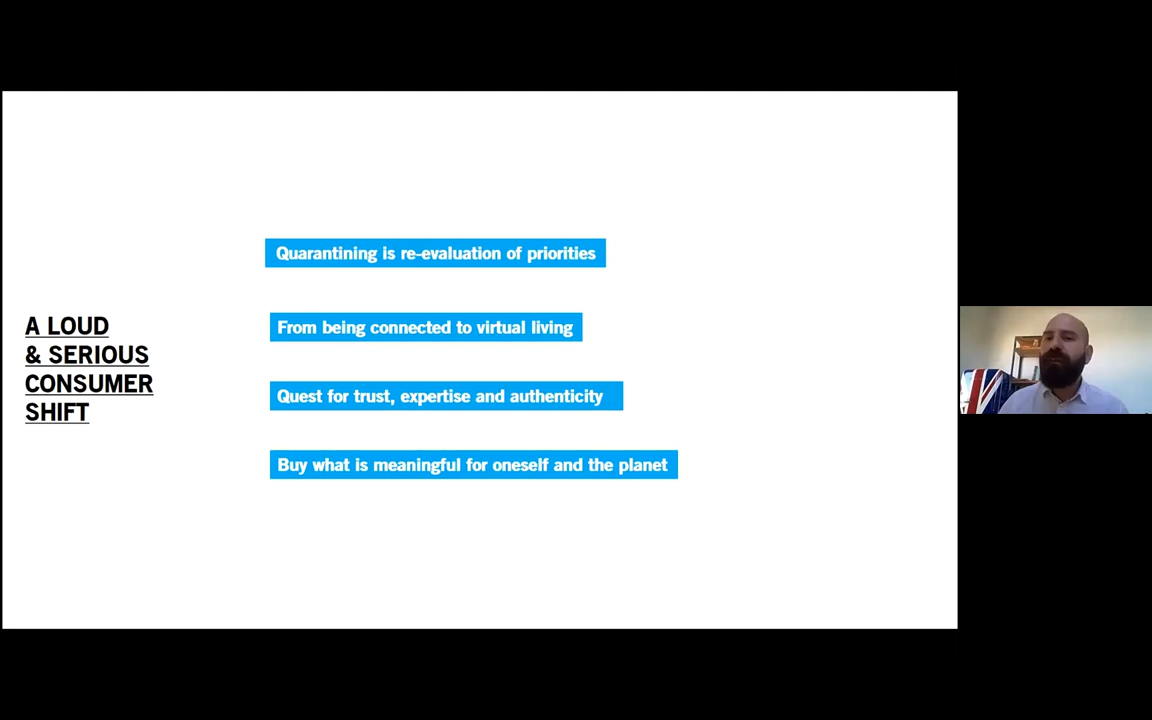 A LOUD
& SERIOUS
CONSUMER
SHIFT
Quarantining is re-evaluation of priorities
From being connected to virtual living
Quest for trust, expertise and authenticity
Buy what is meaningful for oneself and the planet